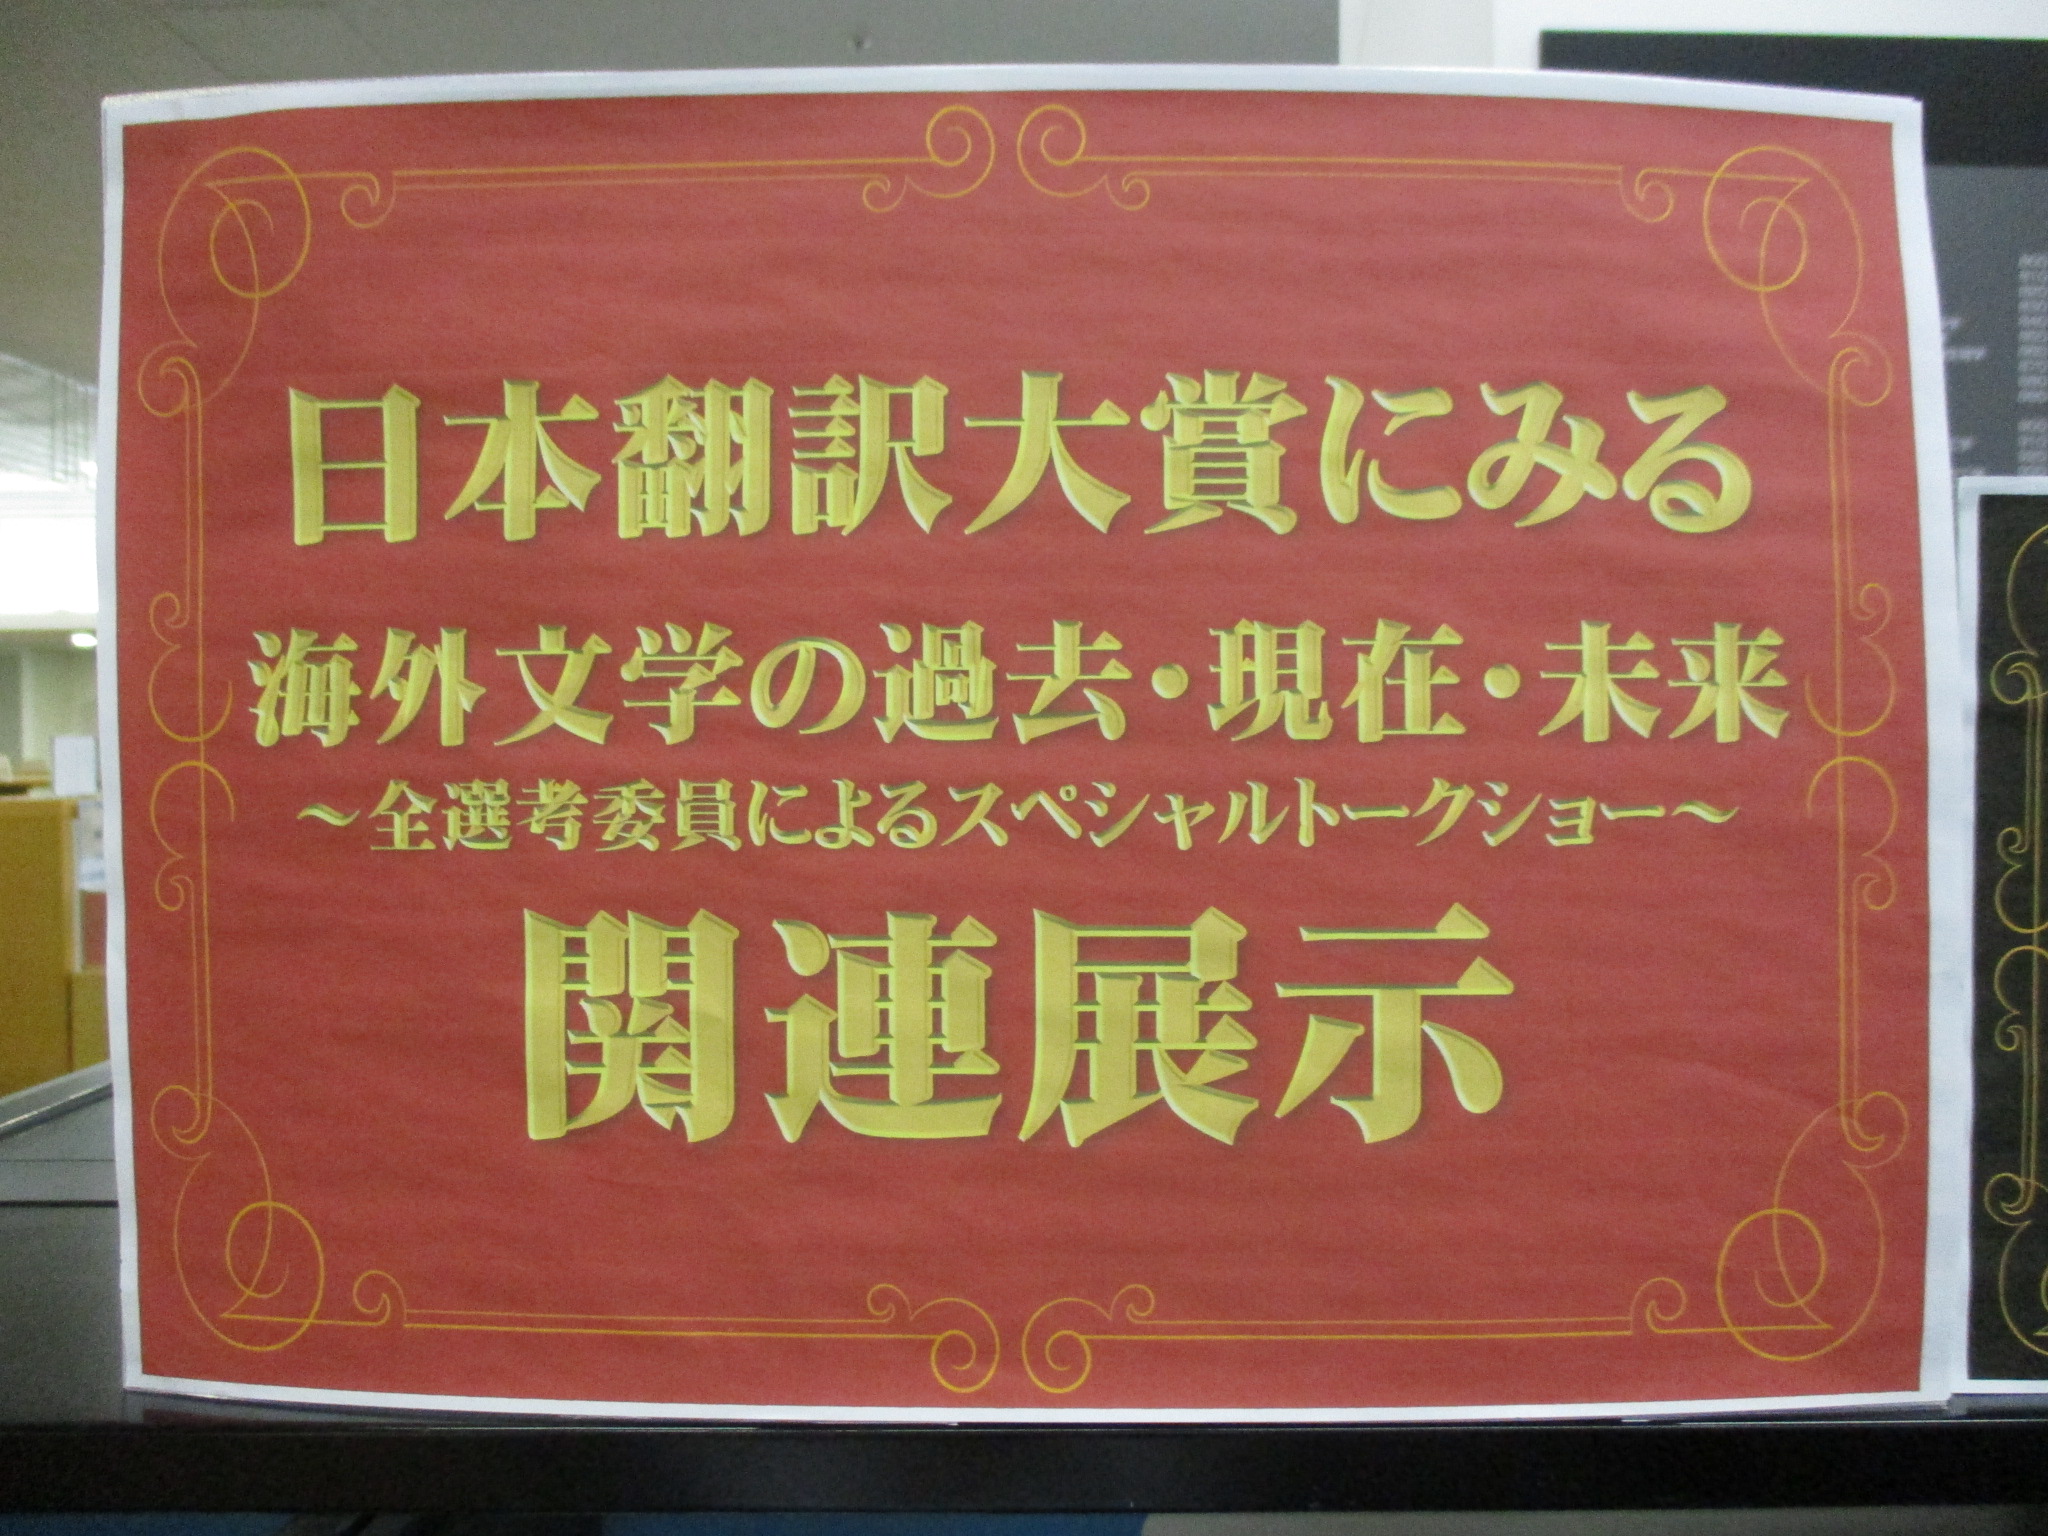 日本翻訳大賞にみる
海外文学の過去・現在・未来
～全選考委員によるスペシャルトークショー～
関連展示